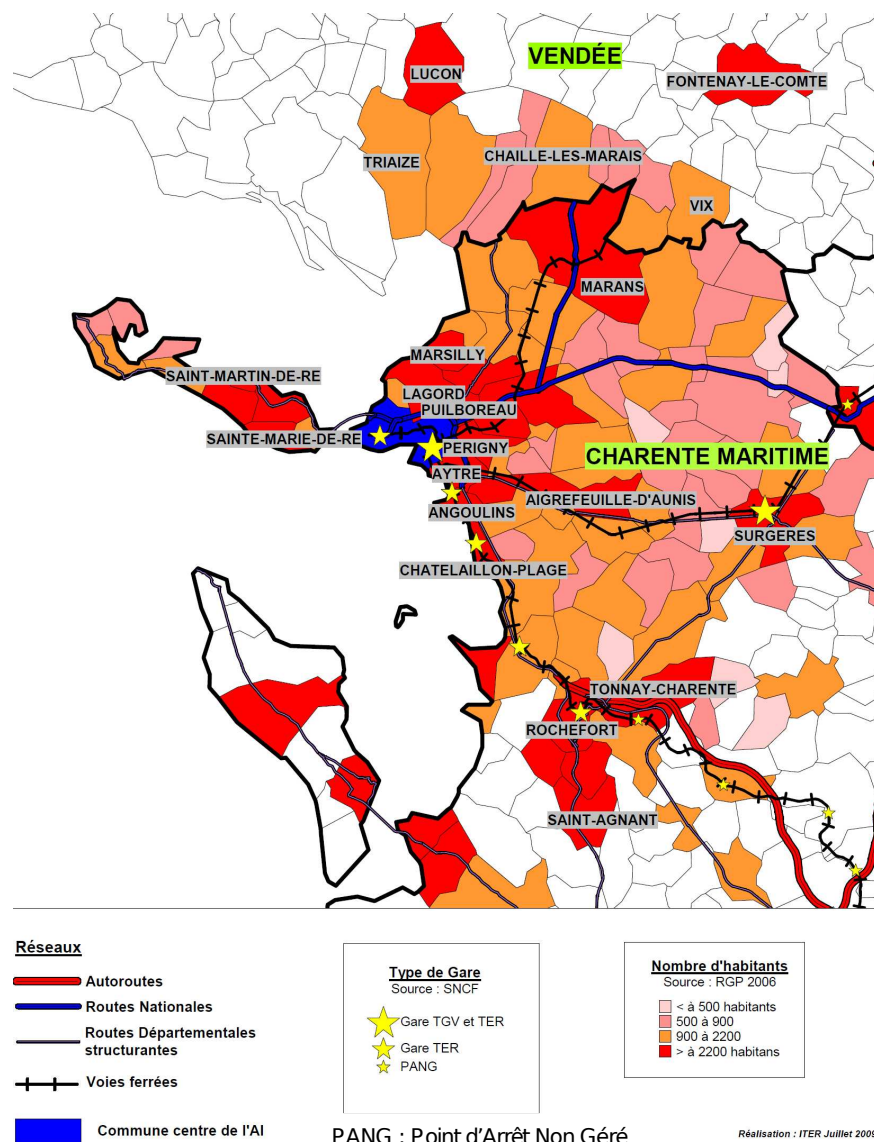 VENDÉE
LUCON
FONTENAY-LE-COMTE
TRIAIZE
CHAILLE-LES-MARAIS
VIX
MARANS
MARSILLY
SAINT-MARTIN-DE-RE
LAGORD
PUILBOREAU
SAINTE-MARIE-DE-RE
PERIGNY
CHARENTE MARITIME
AYTRE
AIGREFEUILLE-D'AUNIS
ANGOULINS
SURGERES
CHATELAILLON-PLAGE
TONNAY-CHARENTE
ROCHEFORT
SAINT-AGNANT
Réseaux
Autoroutes
Routes Nationales
Routes Départementales
structurantes
Voies ferrées
Commune centre de l'AI
Type de Gare
Source : SNCF
Gare TGV et TER
Gare TER
PANG
PANG : Point d'Arrêt Non Géré
Nombre d'habitants
Source : RGP 2006
< à 500 habitants
500 à 900
900 à 2200
> à 2200 habitans
Réalisation : ITER Juillet 2009